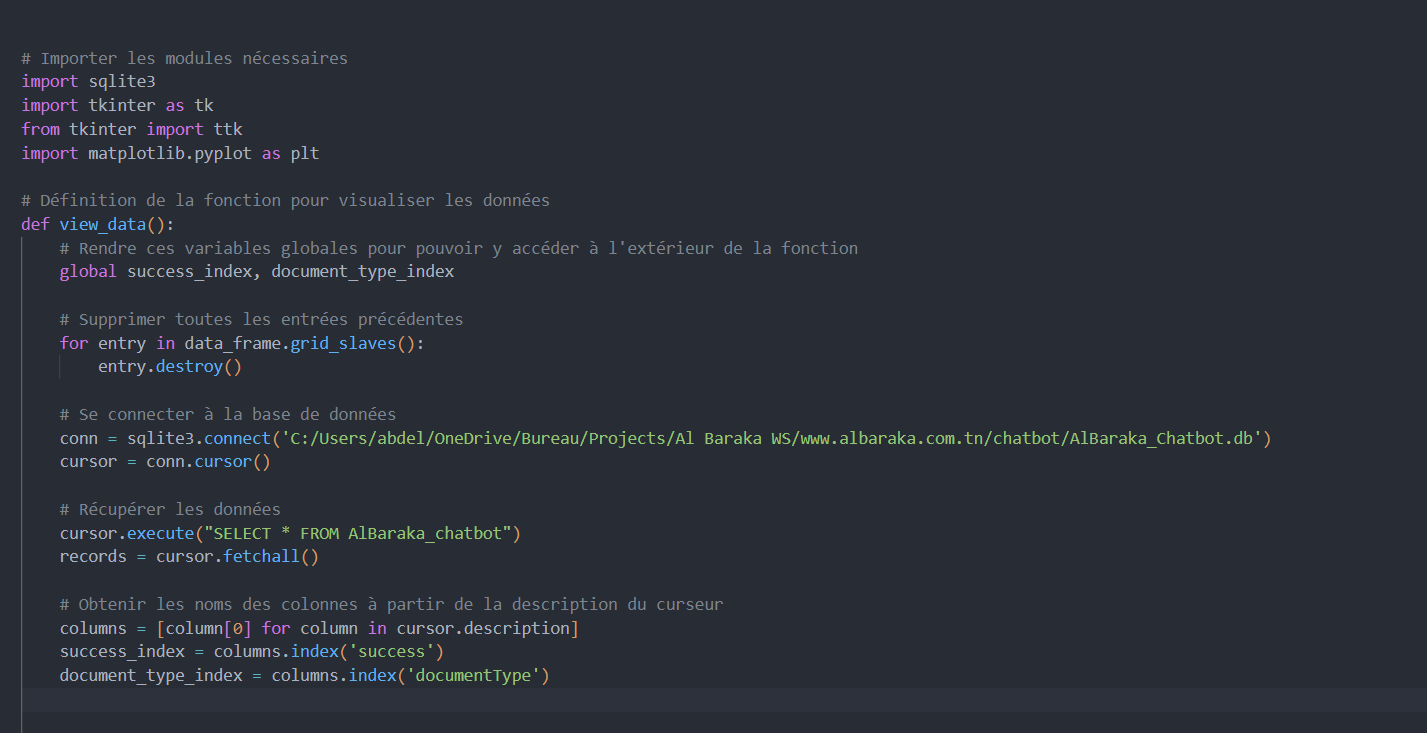 # Importer les modules nécessaires
import sqlite3
import tkinter as tk
from tkinter import ttk
import matplotlib.pyplot as plt
# Définition de la fonction pour visualiser les données
def view_data():
# Rendre ces variables globales pour pouvoir y accéder à l'extérieur de la fonction
global success_index, document_type_index
# Supprimer toutes les entrées précédentes
for entry in data_frame.grid_slaves():
entry.destroy()
# Se connecter à la base de données
conn = sqlite3.connect('C:/Users/abdel/OneDrive/Bureau/Projects/Al Baraka WS/www.albaraka.com.tn/chatbot/AlBaraka_Chatbot.db')
cursor = conn.cursor()
# Récupérer les données
cursor.execute("SELECT * FROM AlBaraka_chatbot")
records = cursor.fetchall()
# Obtenir les noms des colonnes à partir de la description du curseur
columns = [column[0] for column in cursor.description]
success_index = columns.index('success')
document_type_index = columns.index('documentType')